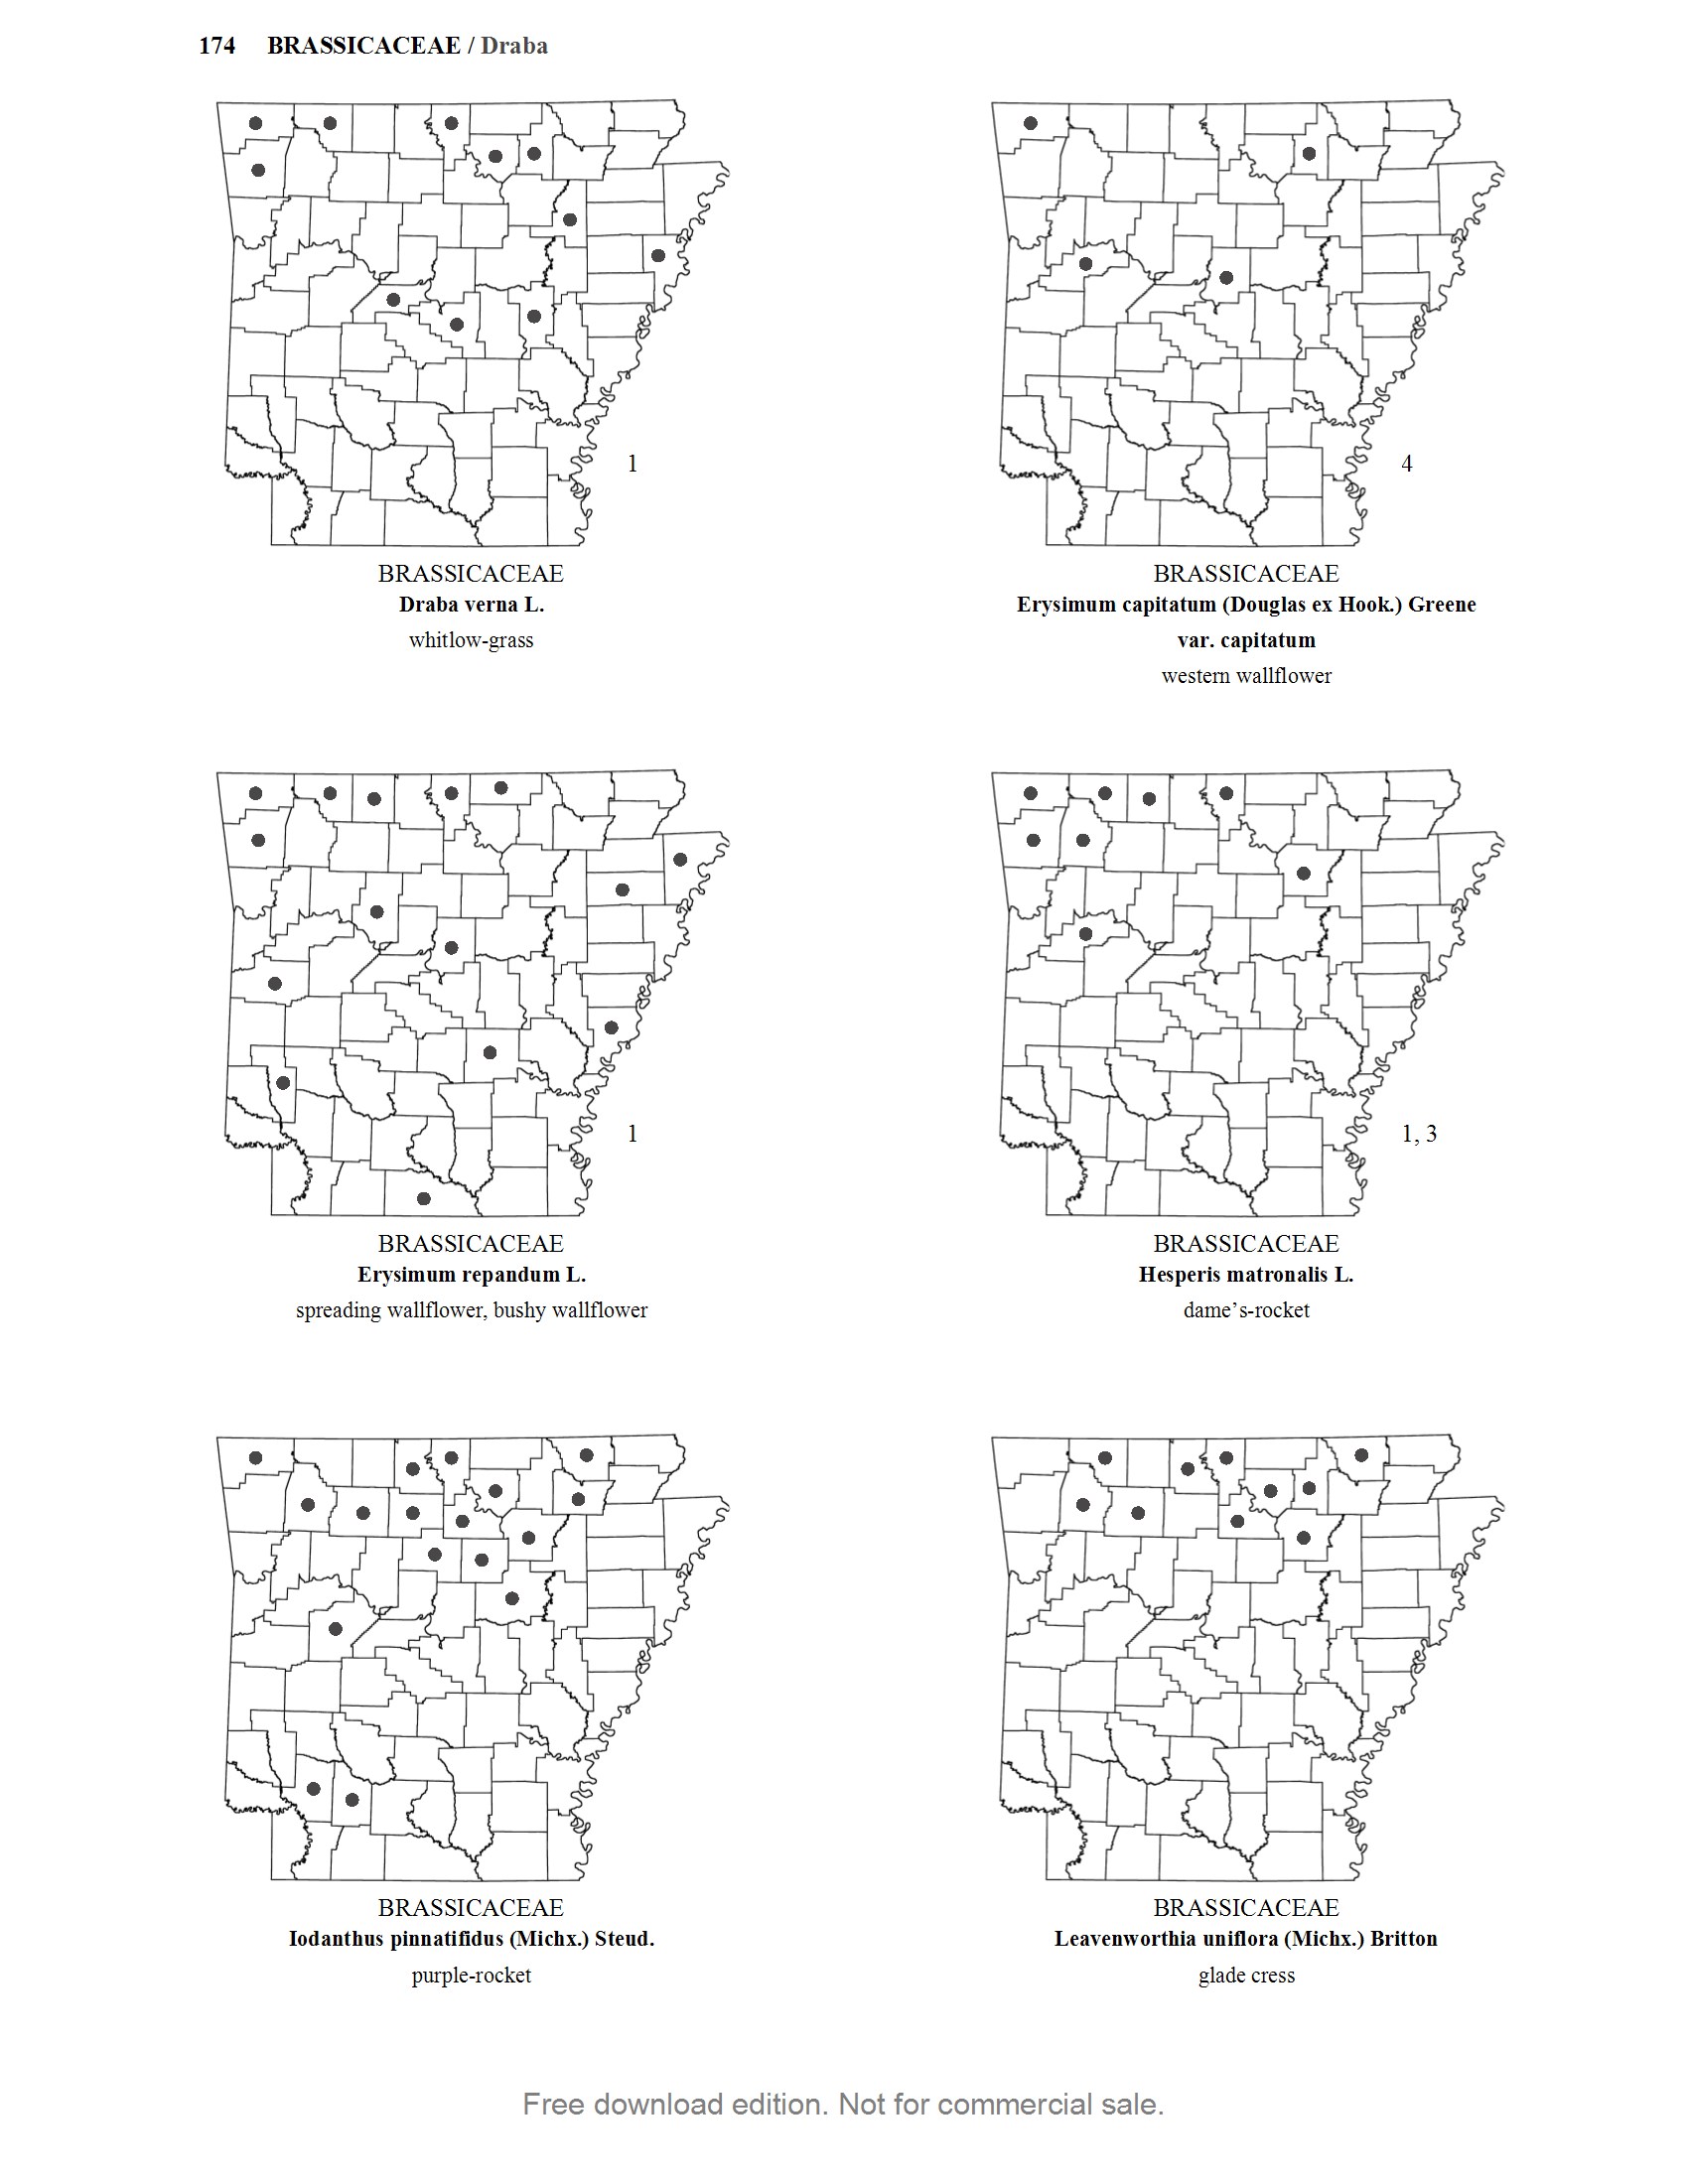 174 BRASSICACEAE / Draba
1
BRASSICACEAE
Draba verna L.
whitlow-grass
4
BRASSICACEAE
Erysimum capitatum (Douglas ex Hook.) Greene
var. capitatum
western wallflower
1
BRASSICACEAE
Erysimum repandum L.
spreading wallflower, bushy wallflower
1, 3
BRASSICACEAE
Hesperis matronalis L.
dame’s-rocket
BRASSICACEAE
Iodanthus pinnatifidus (Michx.) Steud.
purple-rocket
BRASSICACEAE
Leavenworthia uniflora (Michx.) Britton
glade cress
Free download edition. Not for commercial sale.